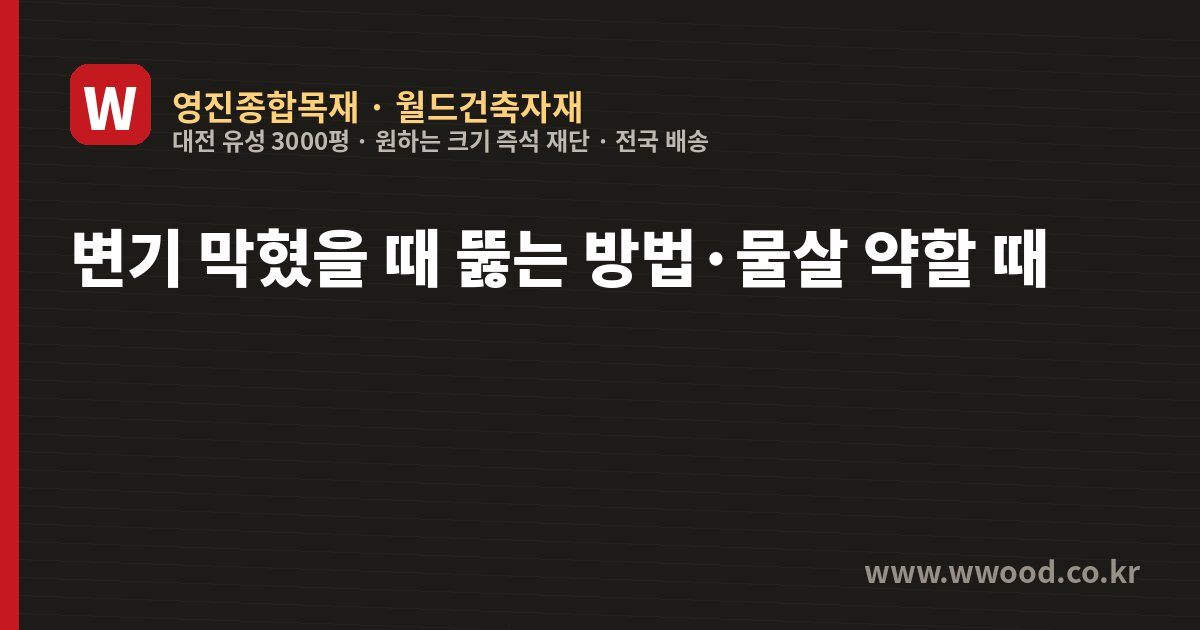 W
영진종합목재 · 월드건축자재
대전 유성 3000평 · 원하는 크기 즉석 재단 · 전국 배송
변기 막혔을 때 뚫는 방법·물살 약할 때
www.wwood.co.kr